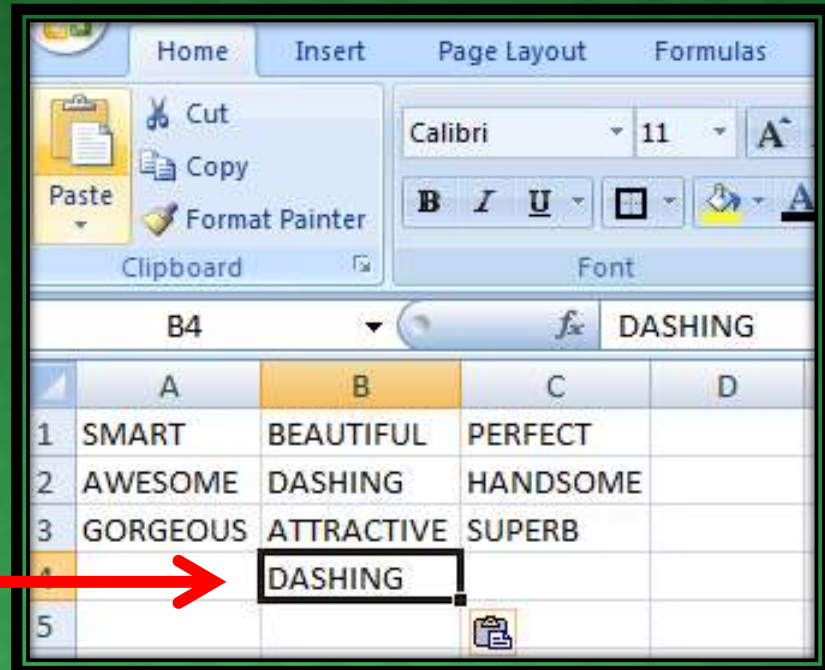 Home Insert Page Layout Formulas
Cut
Copy
Paste
Format Painter
Calibri 11 A
B I U A
Clipboard Font
B4 fx DASHING
A B C D
1 SMART BEAUTIFUL PERFECT
2 AWESOME DASHING HANDSOME
3 GORGEOUS ATTRACTIVE SUPERB
4 DASHING
5